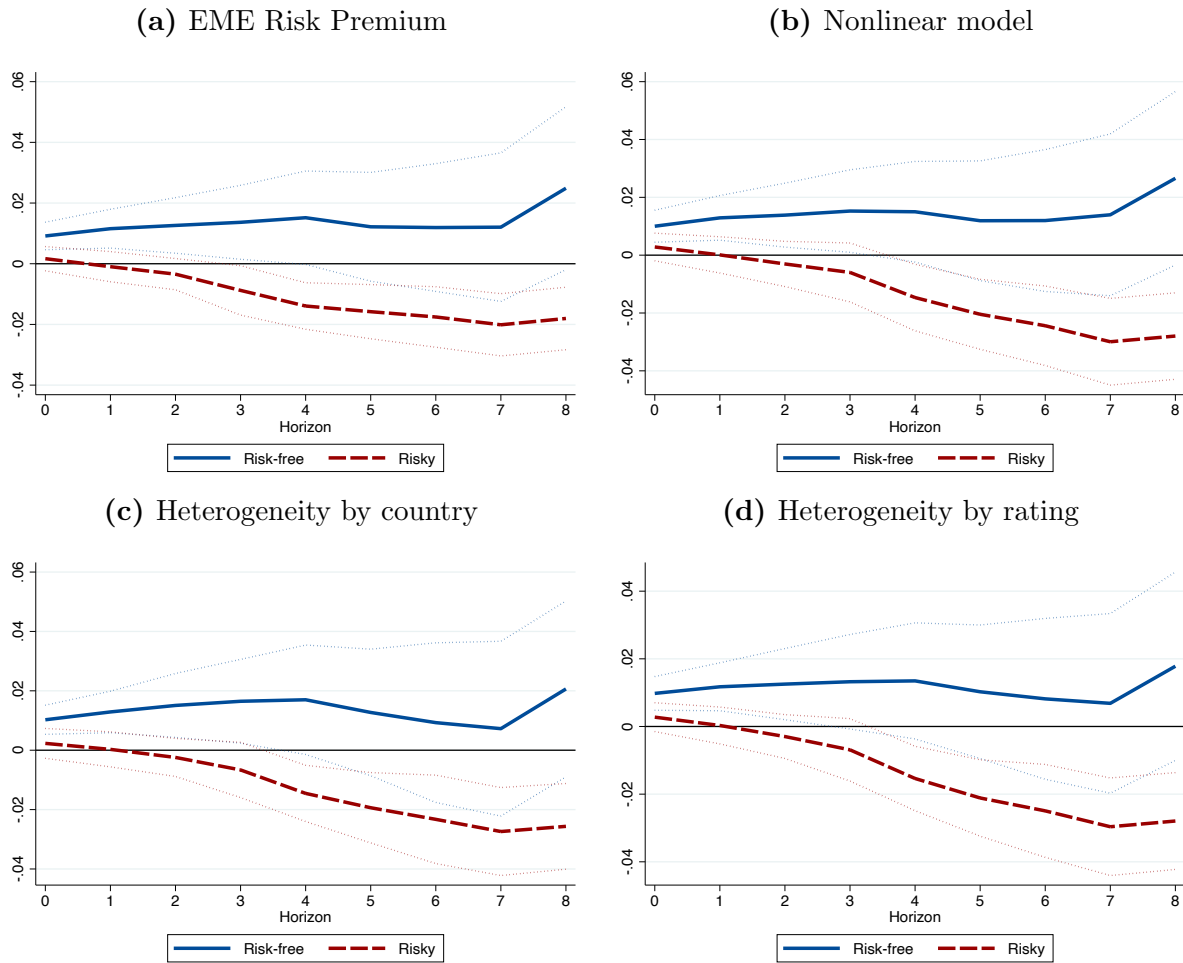 (a) EME Risk Premium
.06
.04
.02
0
-.02
-.04
0 1 2 3 4 5 6 7 8
Horizon
Risk-free Risky
(b) Nonlinear model
.06
.04
.02
0
-.02
-.04
0 1 2 3 4 5 6 7 8
Horizon
Risk-free Risky
(c) Heterogeneity by country
.06
.04
.02
0
-.02
-.04
0 1 2 3 4 5 6 7 8
Horizon
Risk-free Risky
(d) Heterogeneity by rating
.04
.02
0
-.02
-.04
0 1 2 3 4 5 6 7 8
Horizon
Risk-free Risky